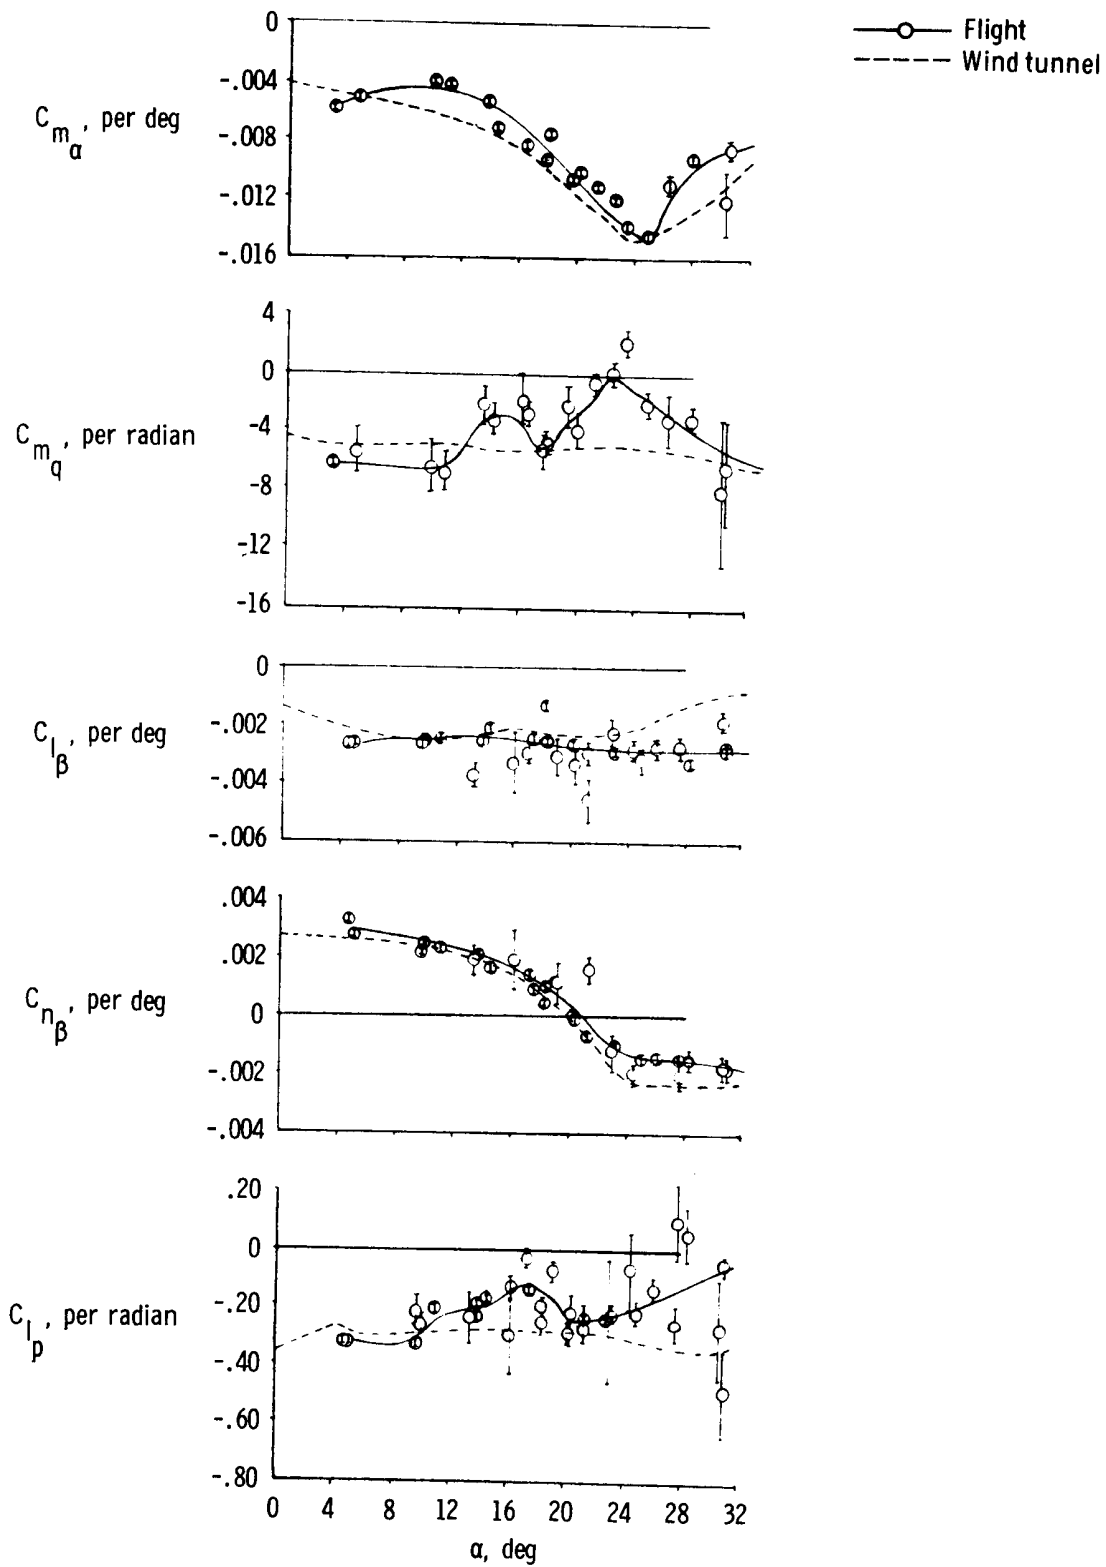 Flight
Wind tunnel
0
-.004
-.008
-.012
-.016
C_mα, per deg
4
0
-4
-8
-12
-16
C_mq, per radian
0
-.002
-.004
-.006
C_lβ, per deg
.004
.002
0
-.002
-.004
C_nβ, per deg
.20
0
-.20
-.40
-.60
-.80
C_lp, per radian
0 4 8 12 16 20 24 28 32
α, deg